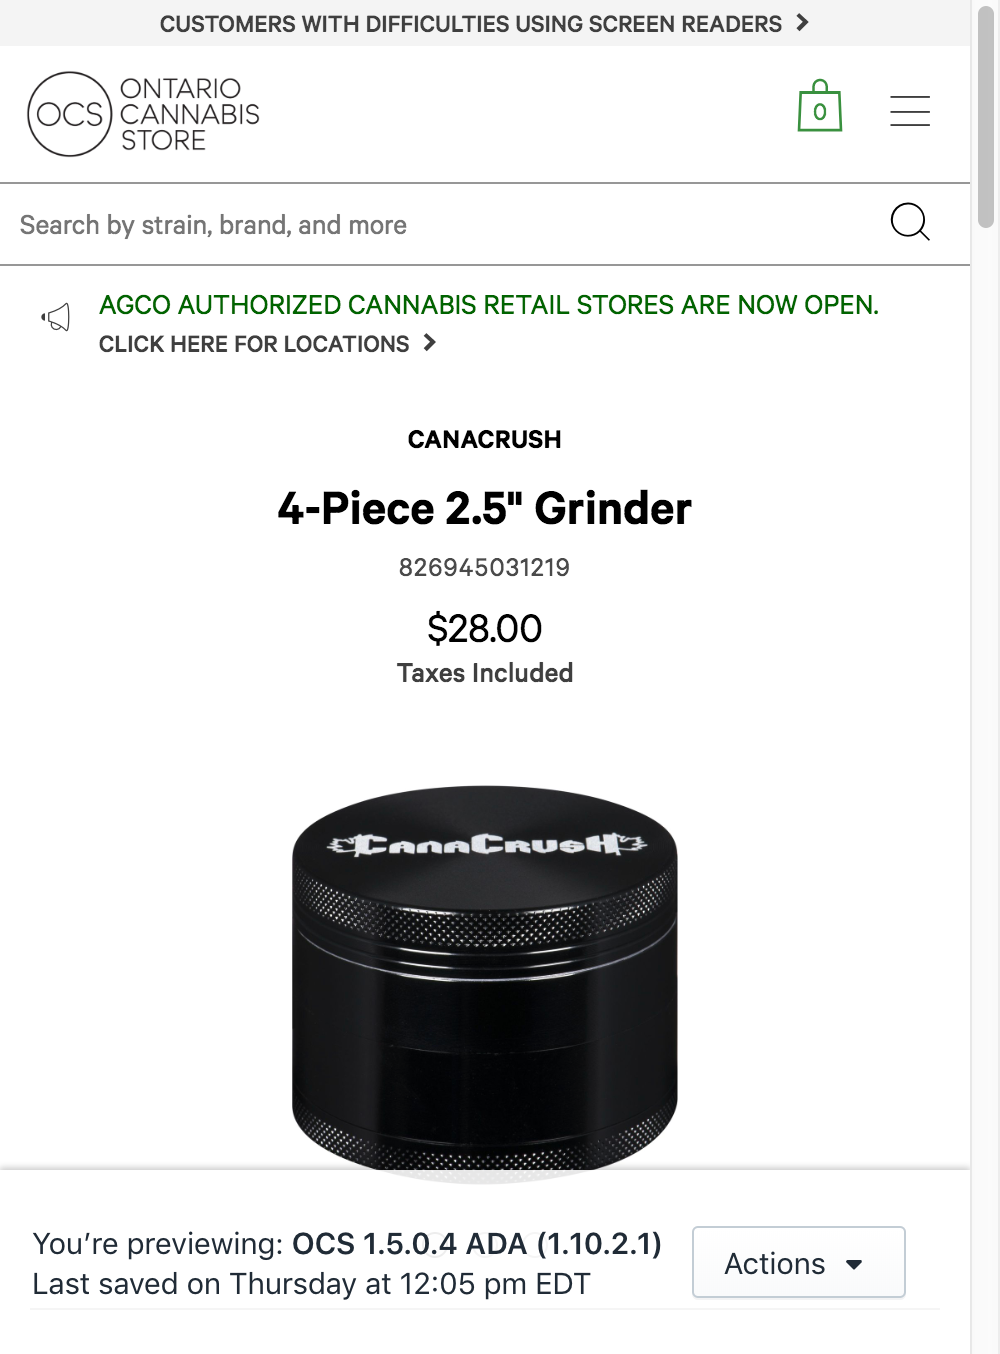 CUSTOMERS WITH DIFFICULTIES USING SCREEN READERS
OCS
ONTARIO
CANNABIS
STORE
0
Search by strain, brand, and more
AGCO AUTHORIZED CANNABIS RETAIL STORES ARE NOW OPEN.
CLICK HERE FOR LOCATIONS
CANACRUSH
4-Piece 2.5" Grinder
826945031219
$28.00
Taxes Included
CANACRUSH
You’re previewing: OCS 1.5.0.4 ADA (1.10.2.1)
Last saved on Thursday at 12:05 pm EDT
Actions